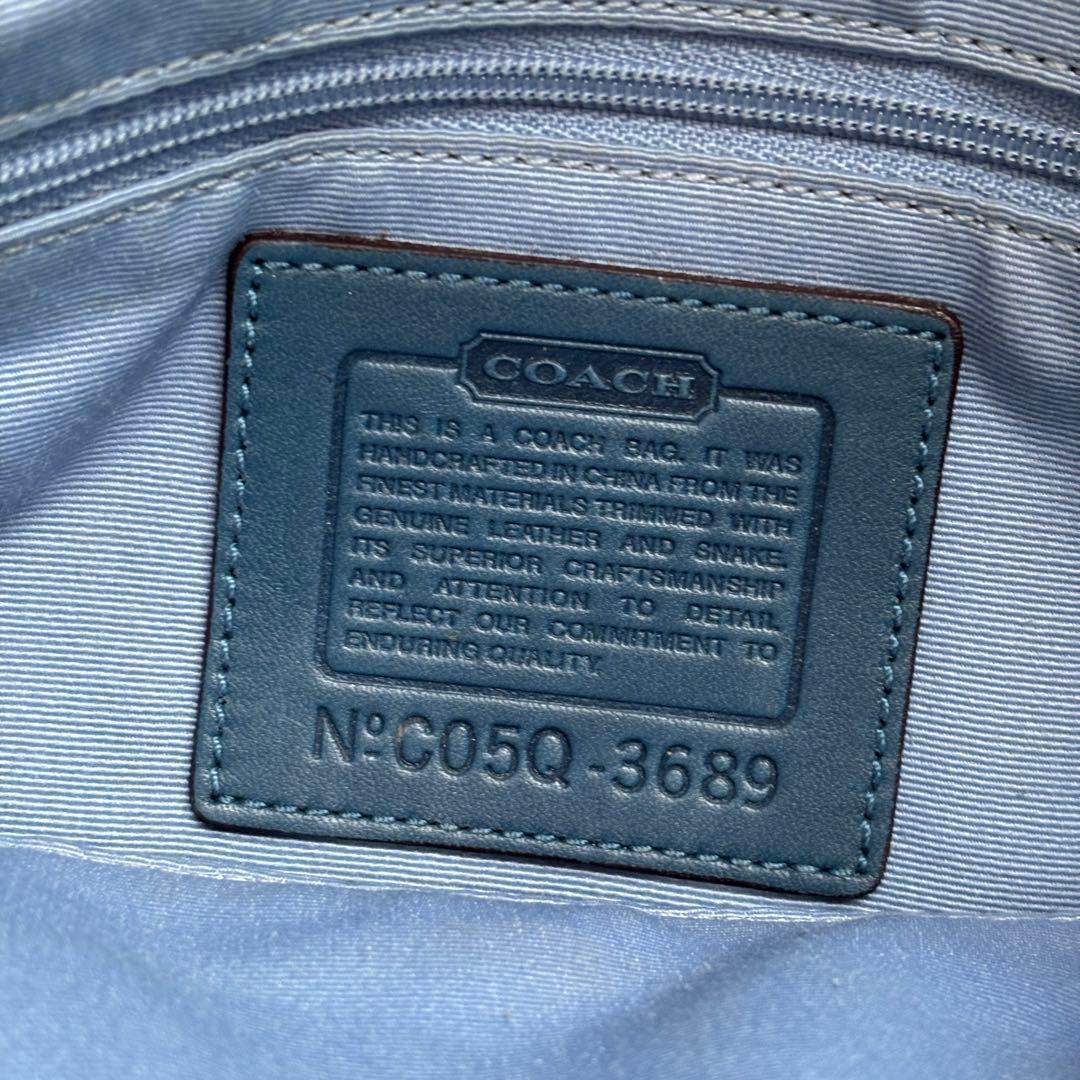 COACH
THIS IS A COACH BAG. IT WAS
HANDCRAFTED IN CHINA FROM THE
FINEST MATERIALS TRIMMED WITH
GENUINE LEATHER AND SNAKE.
ITS SUPERIOR CRAFTSMANSHIP
AND ATTENTION TO DETAIL
REFLECT OUR COMMITMENT TO
ENDURING QUALITY.
Nº C05Q-3689